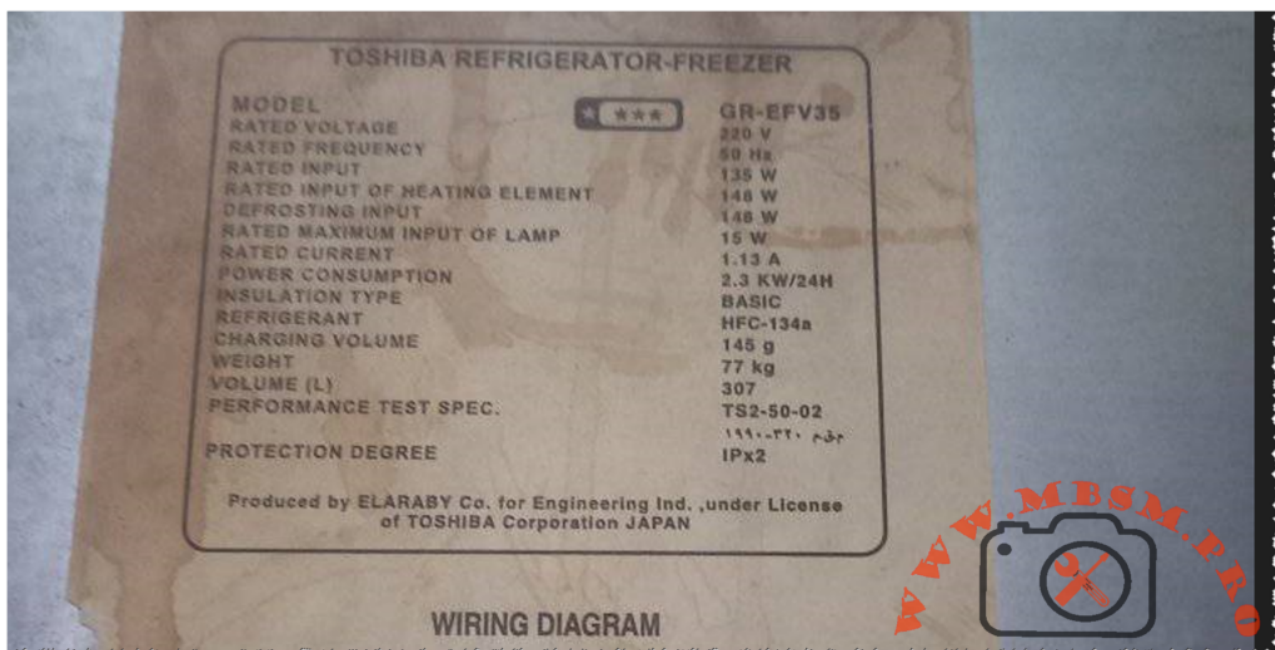 TOSHIBA REFRIGERATOR-FREEZER
MODEL GR-EFV35
RATED VOLTAGE 220 V
RATED FREQUENCY 50 Hz
RATED INPUT 135 W
RATED INPUT OF HEATING ELEMENT 146 W
DEFROSTING INPUT 146 W
RATED MAXIMUM INPUT OF LAMP 15 W
RATED CURRENT 1.13 A
POWER CONSUMPTION 2.3 KW/24H
INSULATION TYPE BASIC
REFRIGERANT HFC-134a
CHARGING VOLUME 145 g
WEIGHT 77 kg
VOLUME (L) 307
PERFORMANCE TEST SPEC. TS2-50-02
م.ق.م ٣٢٠-١٩٩٠
PROTECTION DEGREE IPx2
Produced by ELARABY Co. for Engineering Ind. ,under License
of TOSHIBA Corporation JAPAN
WIRING DIAGRAM
WWW.MBSM.PRO